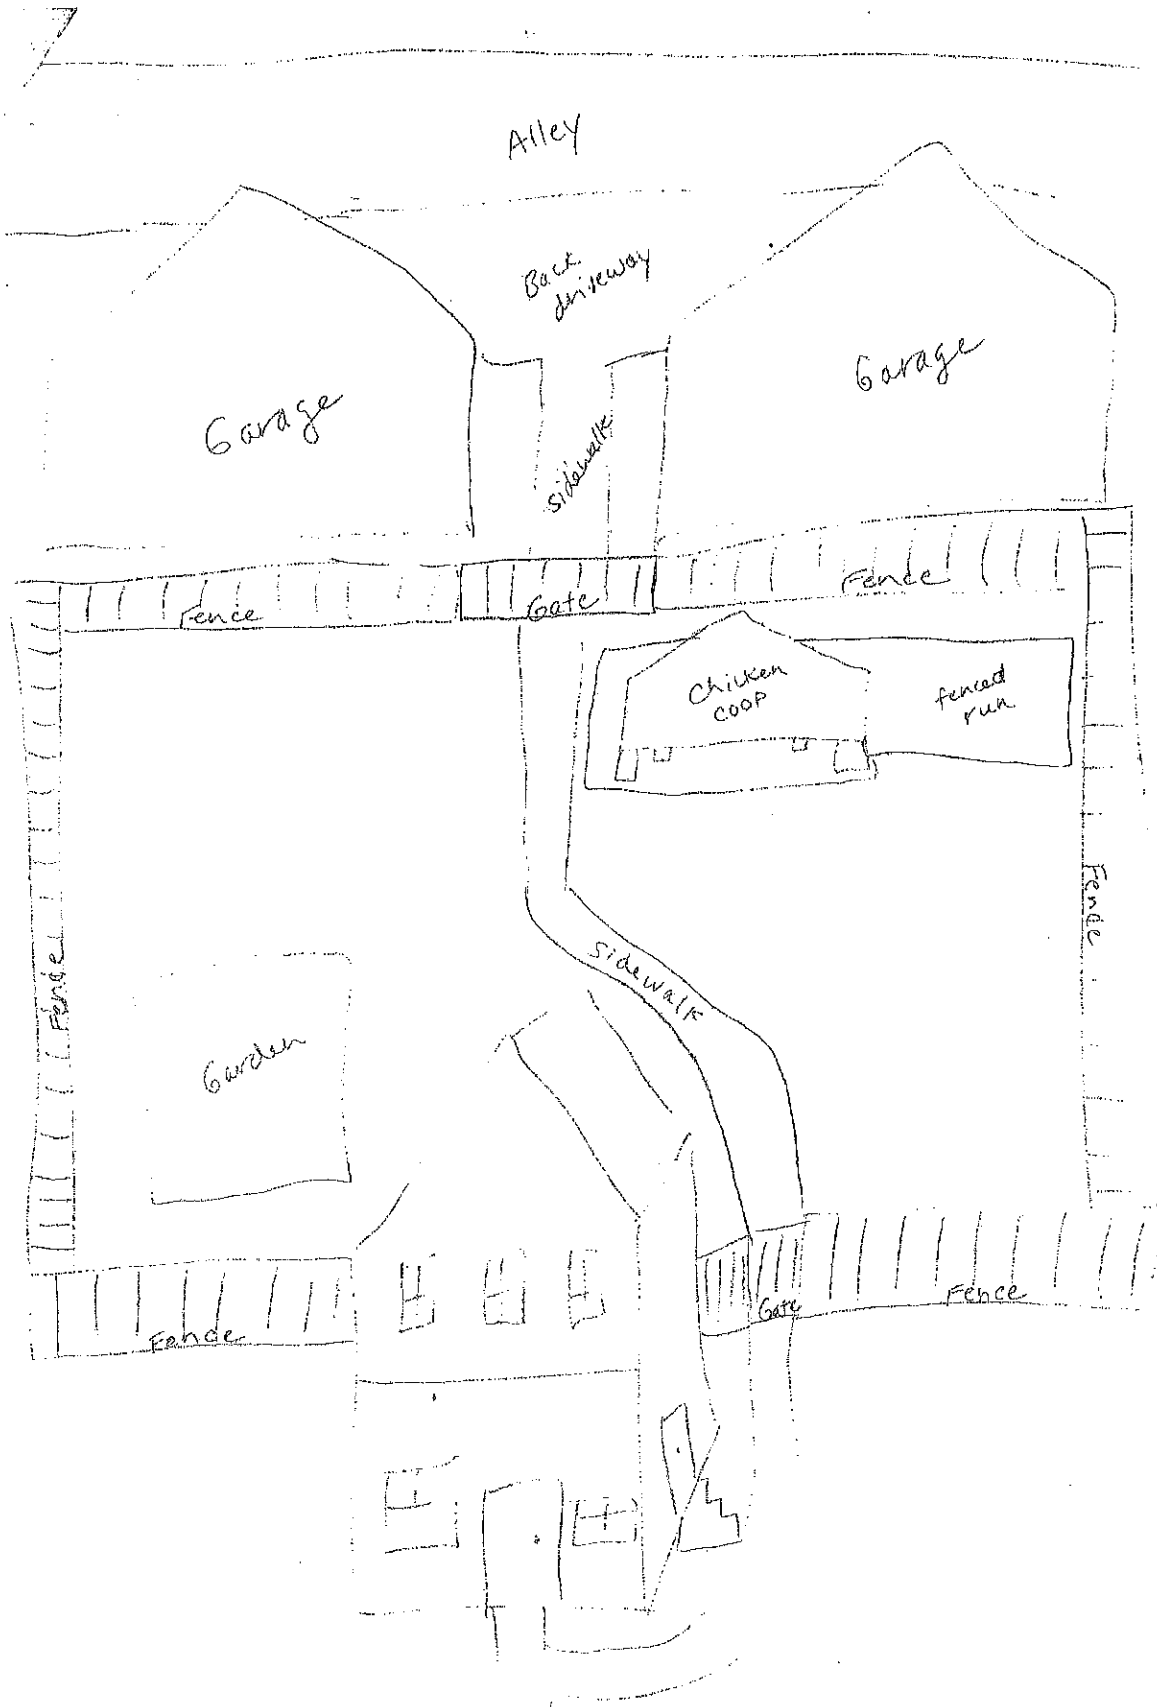 Alley
Back
driveway
Garage
Garage
sidewalk
Fence
Gate
Fence
Chicken
coop
fenced
run
Fence
Sidewalk
Fence
Garden
Fence
Gate
Fence